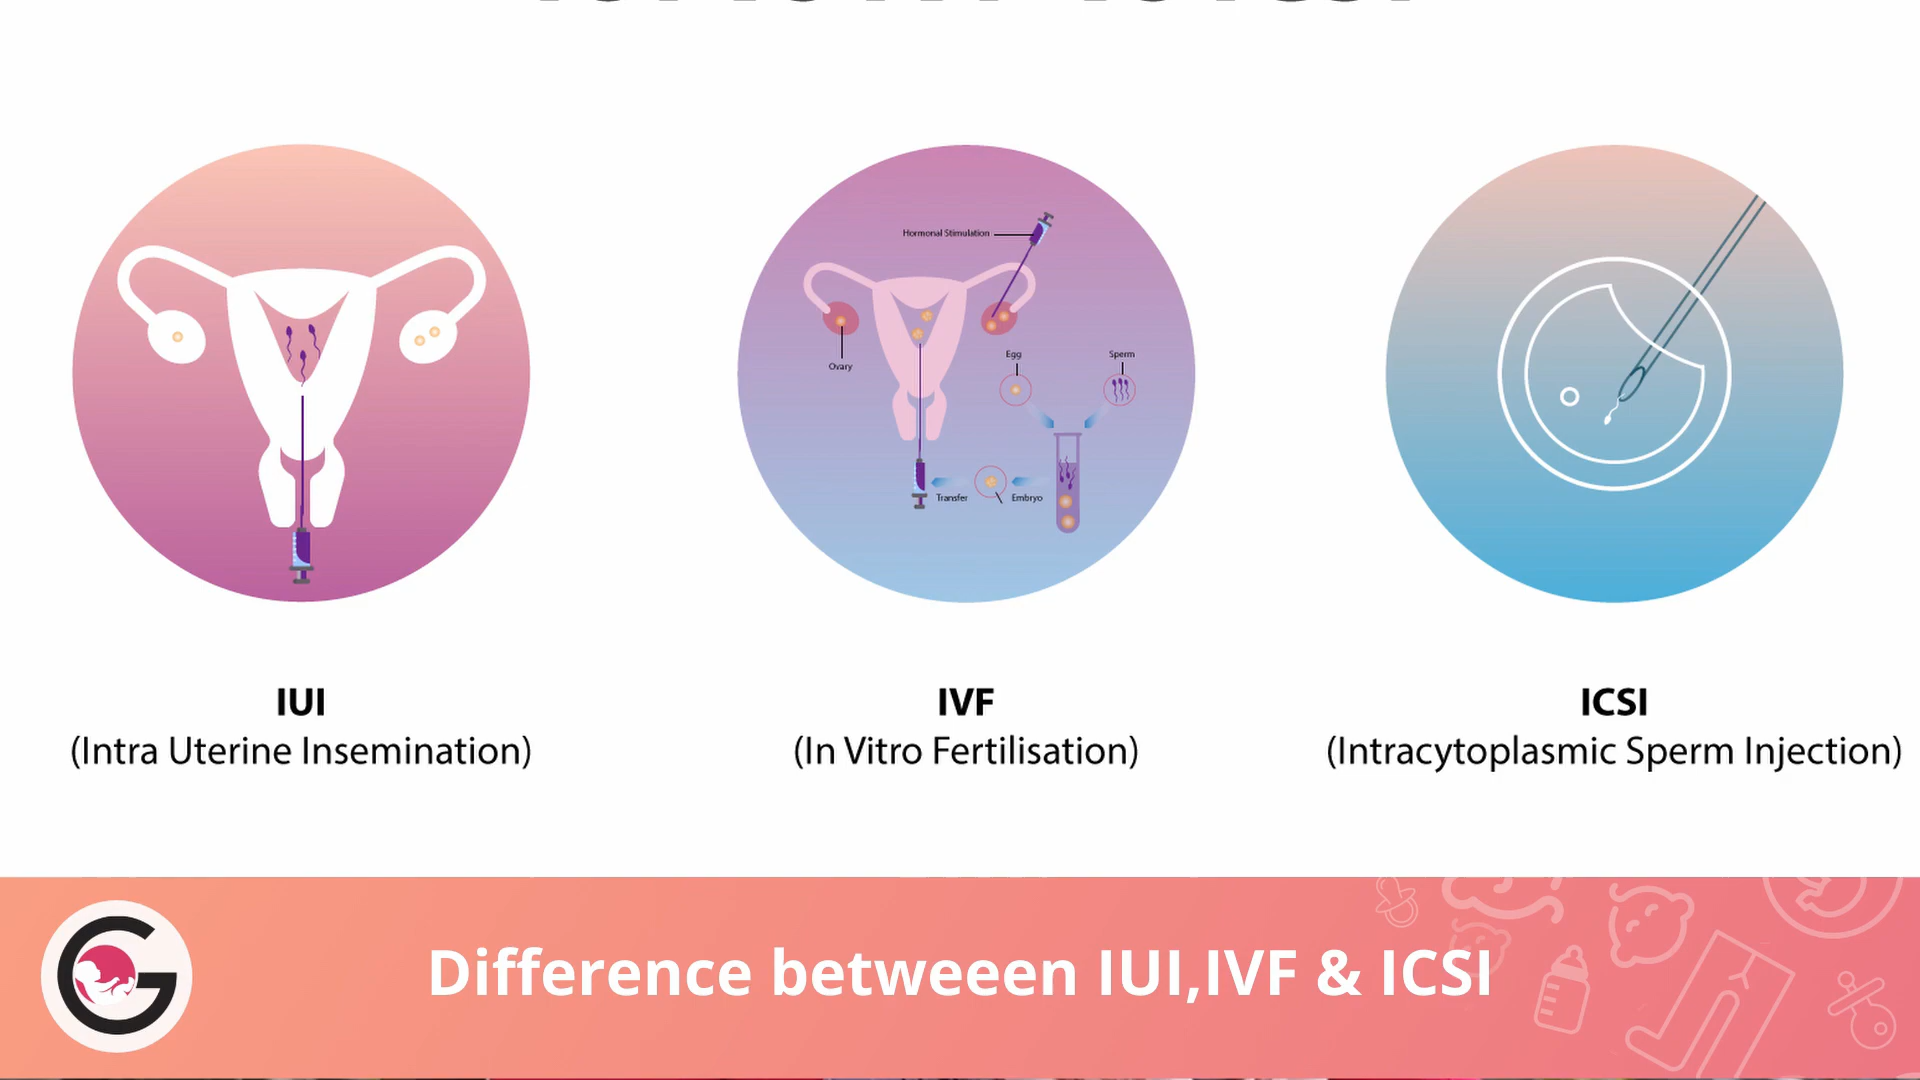 Hormonal Stimulation
Ovary
Egg
Sperm
Transfer
Embryo
IUI
(Intra Uterine Insemination)
IVF
(In Vitro Fertilisation)
ICSI
(Intracytoplasmic Sperm Injection)
G
Difference betweeen IUI,IVF & ICSI